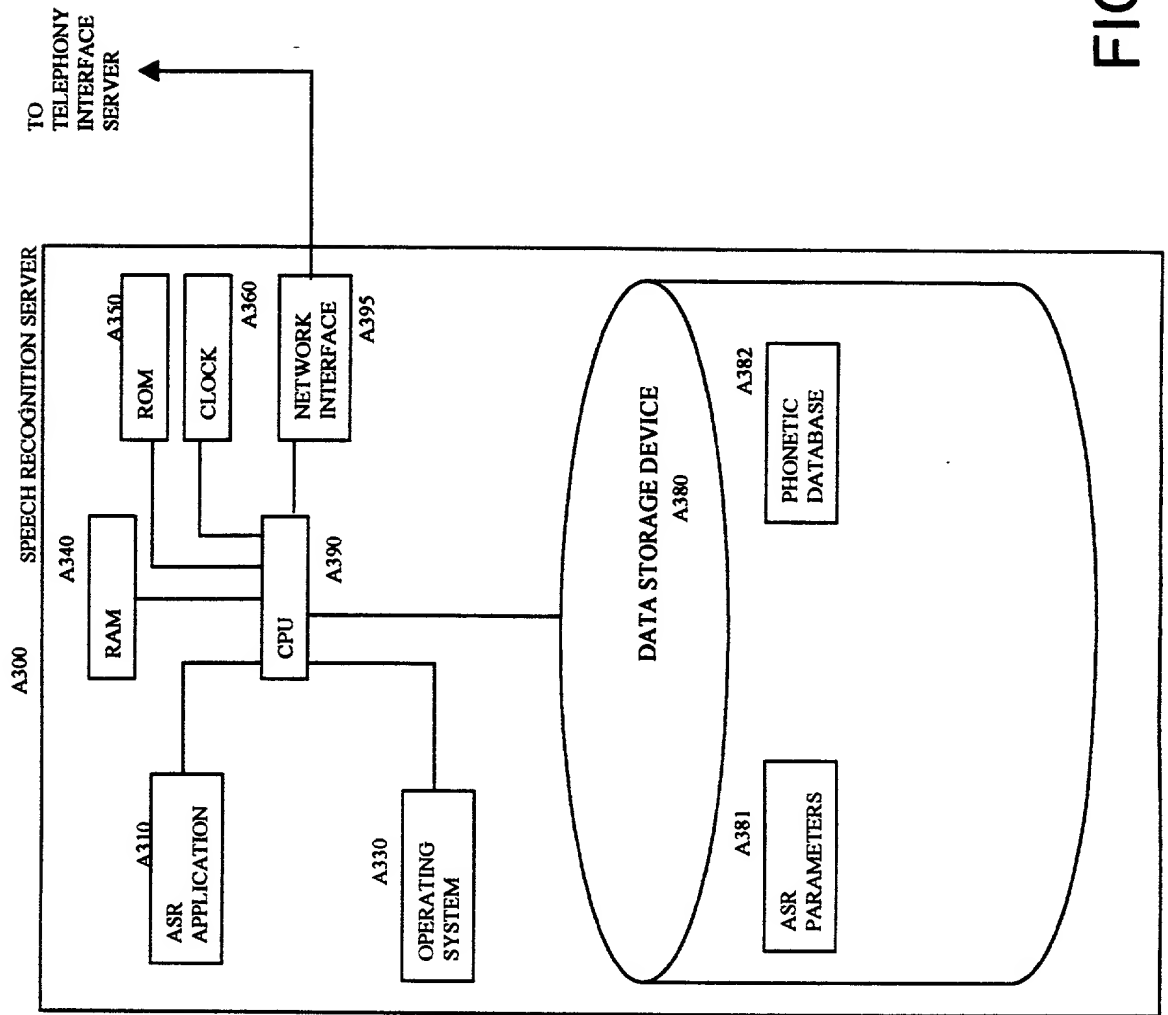 FIG
TO
TELEPHONY
INTERFACE
SERVER
A300
SPEECH RECOGNITION SERVER
A310
ASR
APPLICATION
A330
OPERATING
SYSTEM
A340
RAM
A350
ROM
A360
CLOCK
A390
CPU
A395
NETWORK
INTERFACE
DATA STORAGE DEVICE
A380
A381
ASR
PARAMETERS
A382
PHONETIC
DATABASE